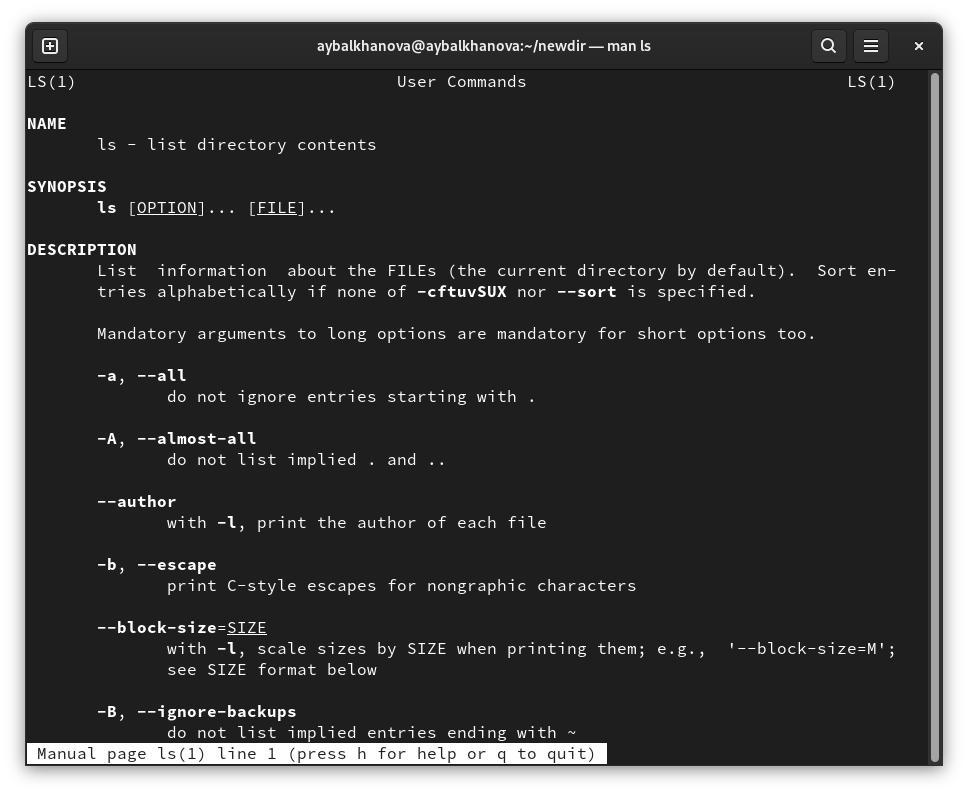 aybalkhanova@aybalkhanova:~/newdir — man ls
LS(1) User Commands LS(1)
NAME
ls - list directory contents
SYNOPSIS
ls [OPTION]... [FILE]...
DESCRIPTION
List  information  about the FILEs (the current directory by default).  Sort en-
tries alphabetically if none of -cftuvSUX nor --sort is specified.
Mandatory arguments to long options are mandatory for short options too.
-a, --all
do not ignore entries starting with .
-A, --almost-all
do not list implied . and ..
--author
with -l, print the author of each file
-b, --escape
print C-style escapes for nongraphic characters
--block-size=SIZE
with -l, scale sizes by SIZE when printing them; e.g.,  '--block-size=M';
see SIZE format below
-B, --ignore-backups
do not list implied entries ending with ~
Manual page ls(1) line 1 (press h for help or q to quit)